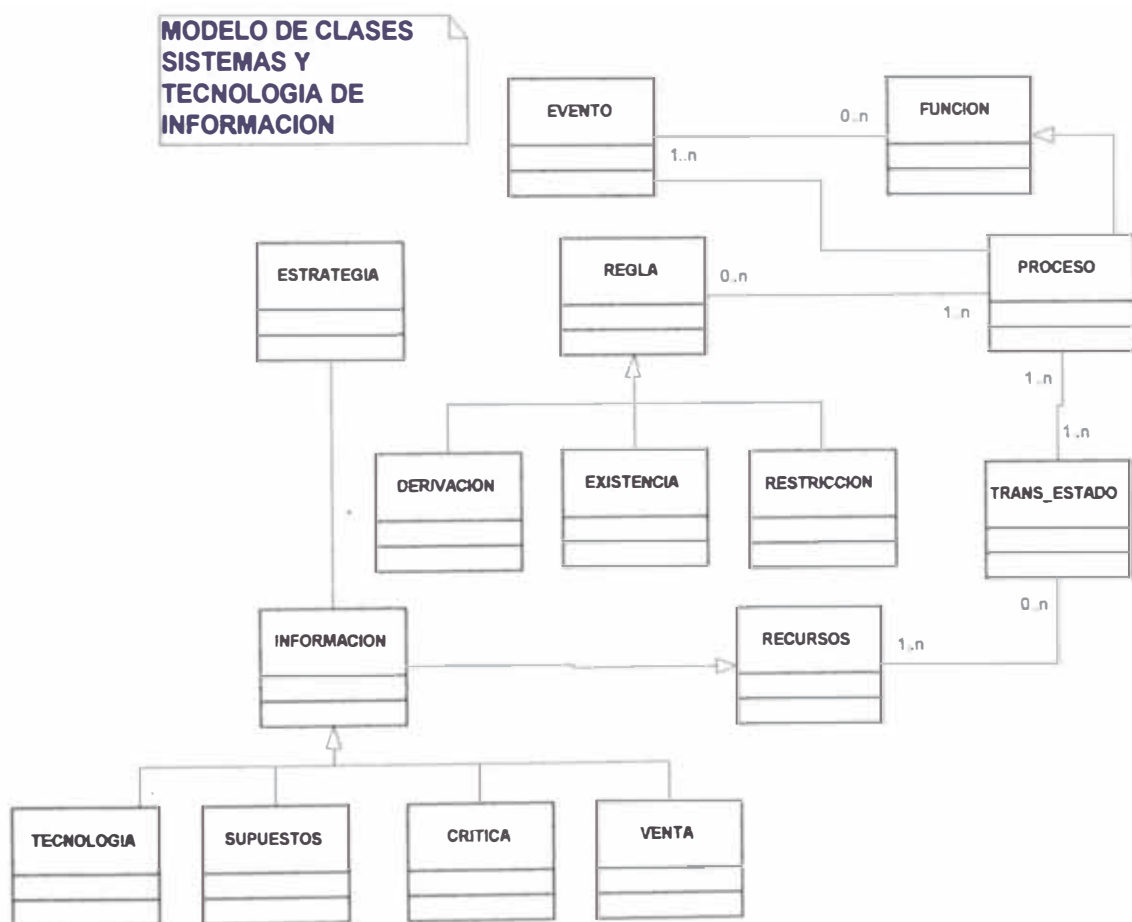 MODELO DE CLASES
SISTEMAS Y
TECNOLOGIA DE
INFORMACION
EVENTO
FUNCION
0..n
1..n
ESTRATEGIA
REGLA
PROCESO
0..n
1..n
1..n
1..n
DERIVACION
EXISTENCIA
RESTRICCION
TRANS_ESTADO
0..n
INFORMACION
RECURSOS
1..n
TECNOLOGIA
SUPUESTOS
CRITICA
VENTA